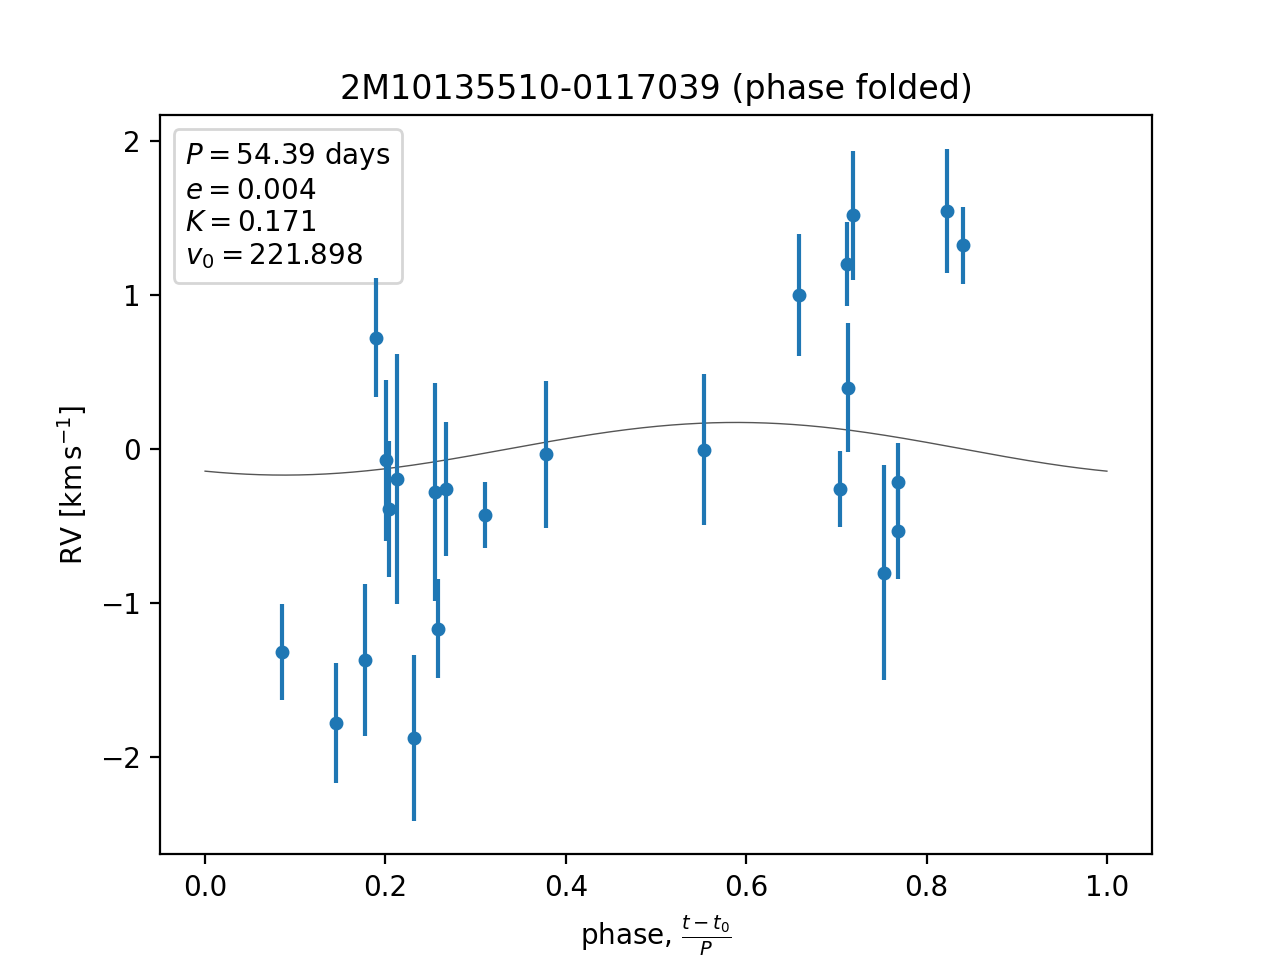 2M10135510-0117039 (phase folded)
P = 54.39 days
e = 0.004
K = 0.171
v₀ = 221.898
2
1
0
−1
−2
RV [km s⁻¹]
0.0 0.2 0.4 0.6 0.8 1.0
phase, (t − t₀)/P